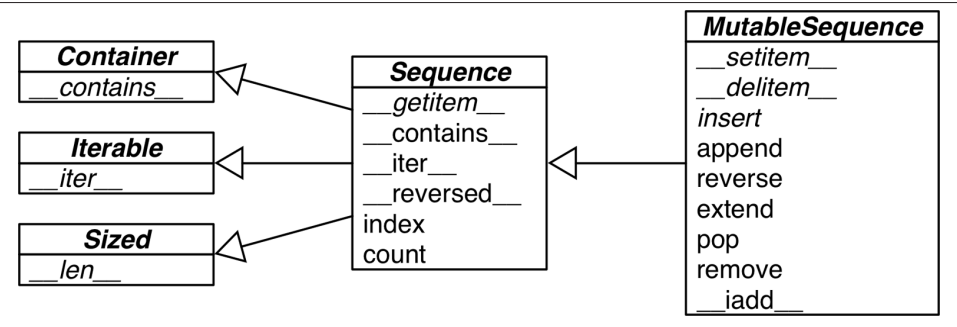 Container
__contains__
Iterable
__iter__
Sized
__len__
Sequence
__getitem__
__contains__
__iter__
__reversed__
index
count
MutableSequence
__setitem__
__delitem__
insert
append
reverse
extend
pop
remove
__iadd__